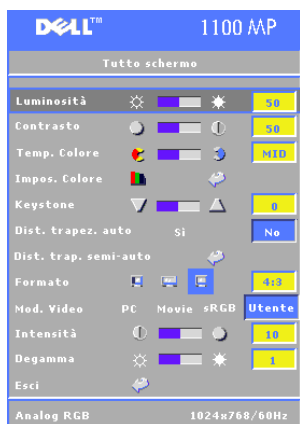 DELL™ 1100 MP
Tutto schermo
Luminosità 50
Contrasto 50
Temp. Colore MID
Impos. Colore
Keystone 0
Dist. trapez. auto Sì No
Dist. trap. semi-auto
Formato 4:3
Mod. Video PC Movie sRGB Utente
Intensità 10
Degamma 1
Esci
Analog RGB 1024x768/60Hz